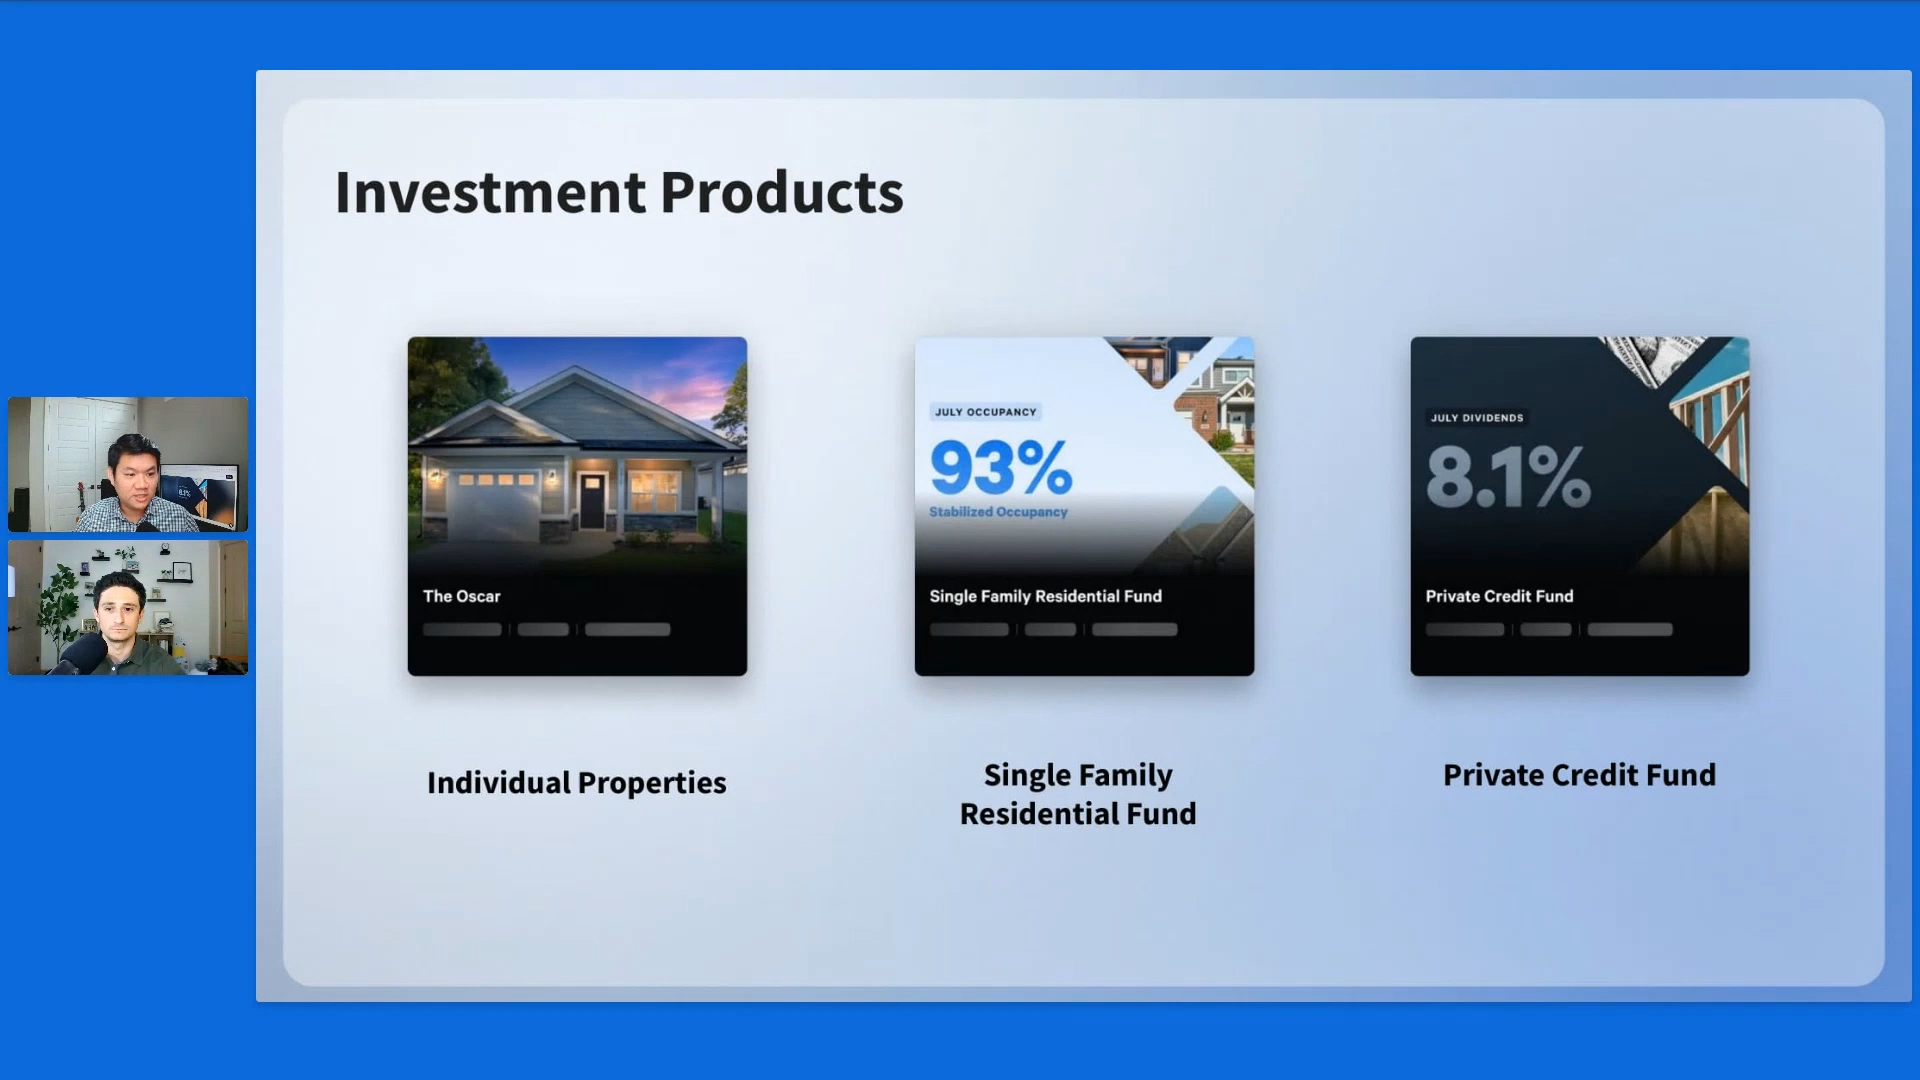 Investment Products
The Oscar
JULY OCCUPANCY
93%
Stabilized Occupancy
Single Family Residential Fund
JULY DIVIDENDS
8.1%
Private Credit Fund
Individual Properties
Single Family
Residential Fund
Private Credit Fund